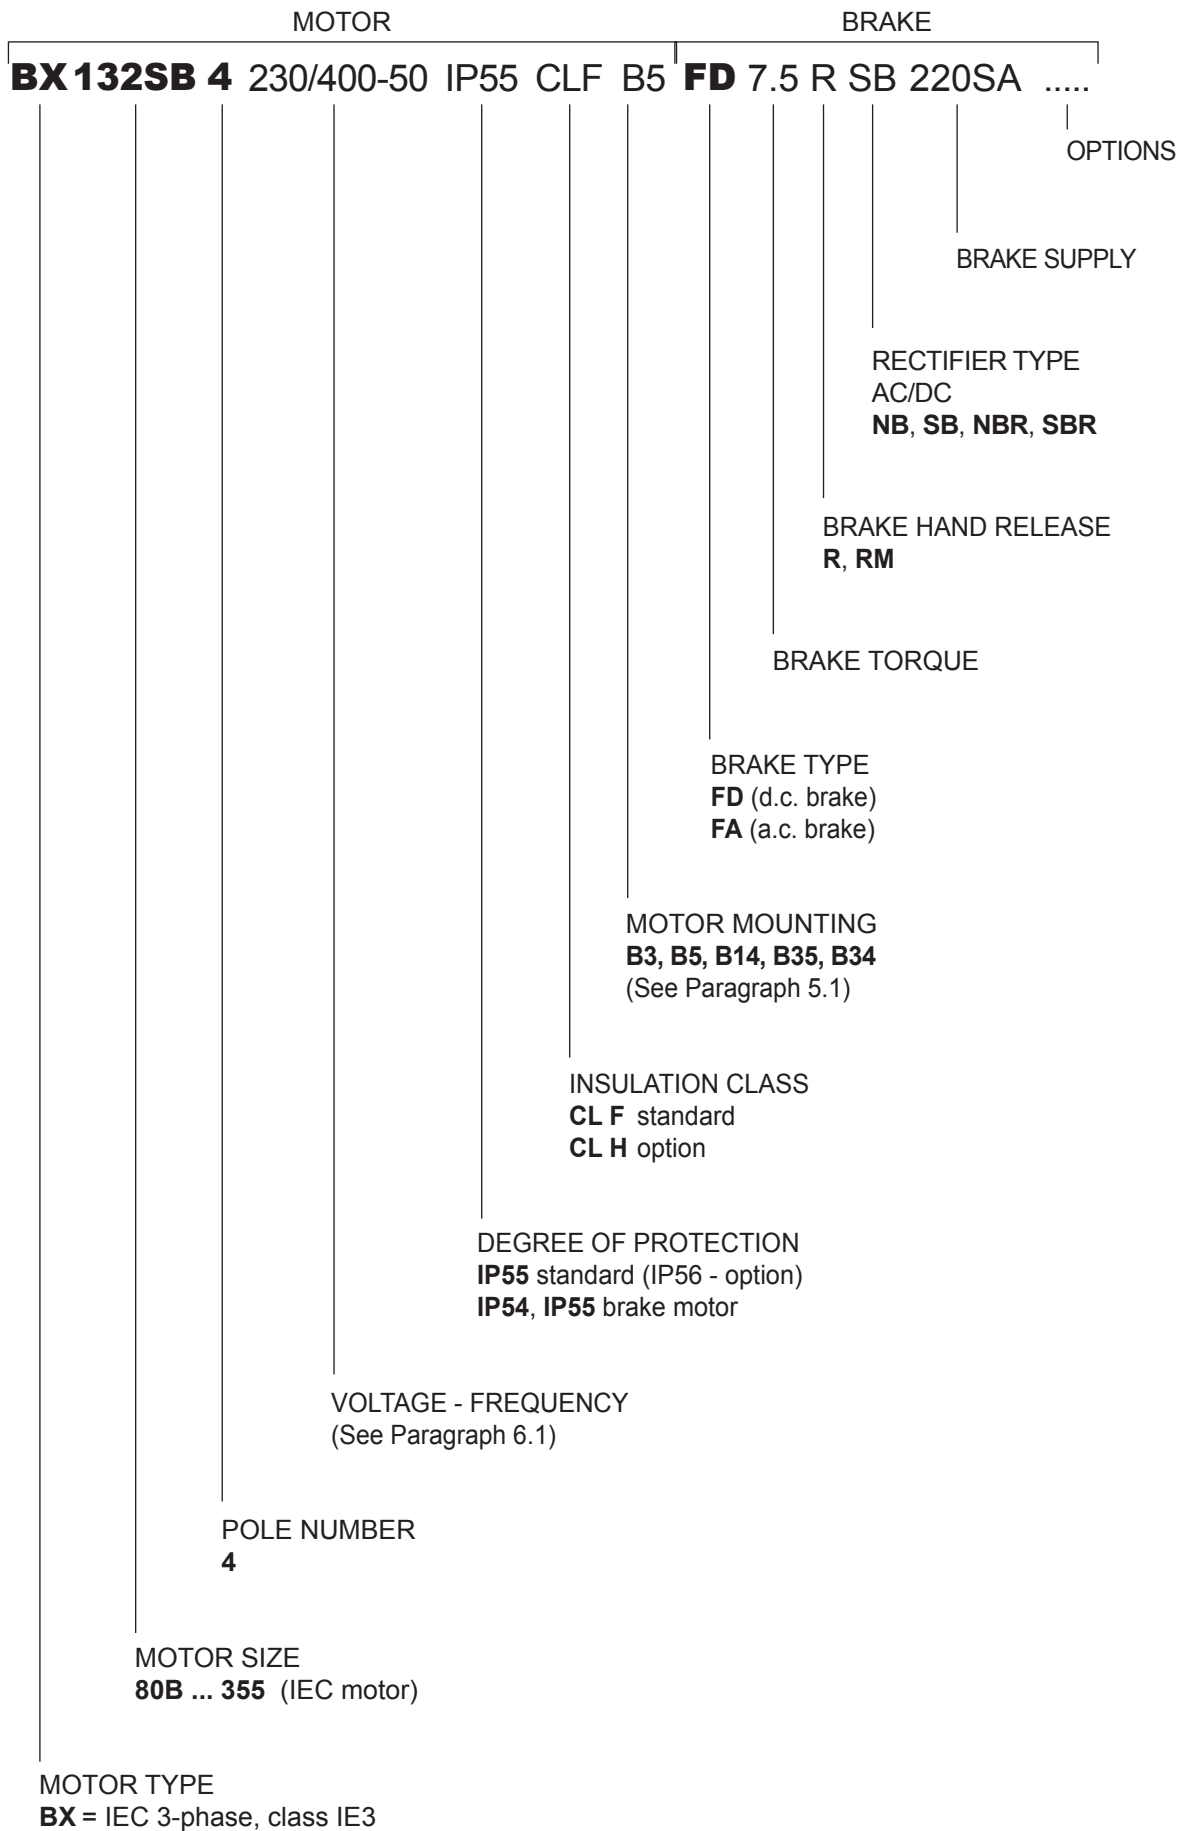 MOTOR BRAKE
BX 132SB 4 230/400-50 IP55 CLF B5 FD 7.5 R SB 220SA .....
OPTIONS
BRAKE SUPPLY
RECTIFIER TYPE
AC/DC
NB, SB, NBR, SBR
BRAKE HAND RELEASE
R, RM
BRAKE TORQUE
BRAKE TYPE
FD (d.c. brake)
FA (a.c. brake)
MOTOR MOUNTING
B3, B5, B14, B35, B34
(See Paragraph 5.1)
INSULATION CLASS
CL F standard
CL H option
DEGREE OF PROTECTION
IP55 standard (IP56 - option)
IP54, IP55 brake motor
VOLTAGE - FREQUENCY
(See Paragraph 6.1)
POLE NUMBER
4
MOTOR SIZE
80B ... 355 (IEC motor)
MOTOR TYPE
BX = IEC 3-phase, class IE3